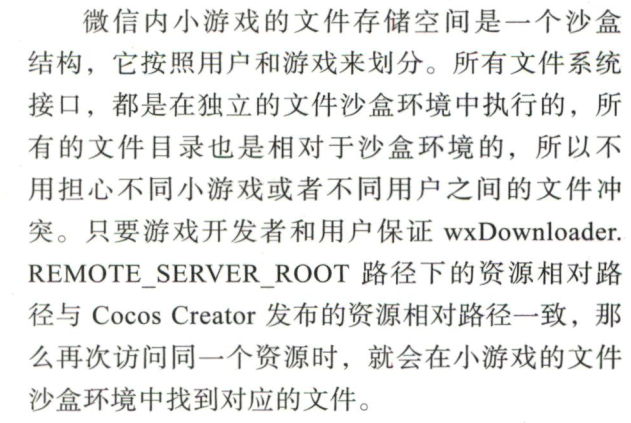 微信内小游戏的文件存储空间是一个沙盒
结构，它按照用户和游戏来划分。所有文件系统
接口，都是在独立的文件沙盒环境中执行的，所
有的文件目录也是相对于沙盒环境的，所以不
用担心不同小游戏或者不同用户之间的文件冲
突。只要游戏开发者和用户保证 wxDownloader.
REMOTE_SERVER_ROOT 路径下的资源相对路
径与 Cocos Creator 发布的资源相对路径一致，那
么再次访问同一个资源时，就会在小游戏的文件
沙盒环境中找到对应的文件。